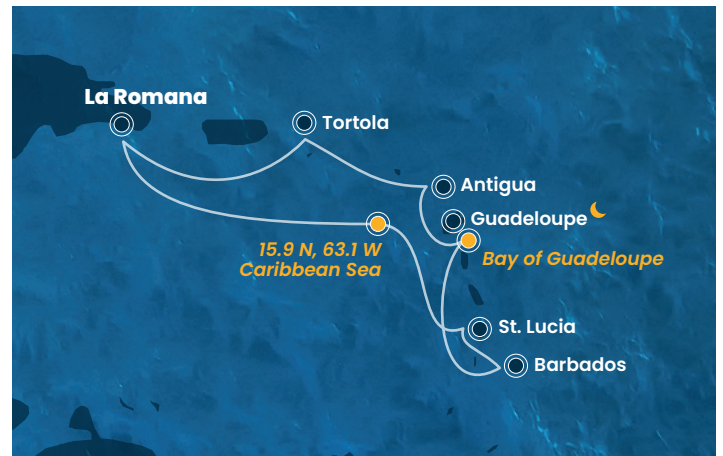 La Romana
Tortola
Antigua
Guadeloupe
15.9 N, 63.1 W
Caribbean Sea
Bay of Guadeloupe
St. Lucia
Barbados